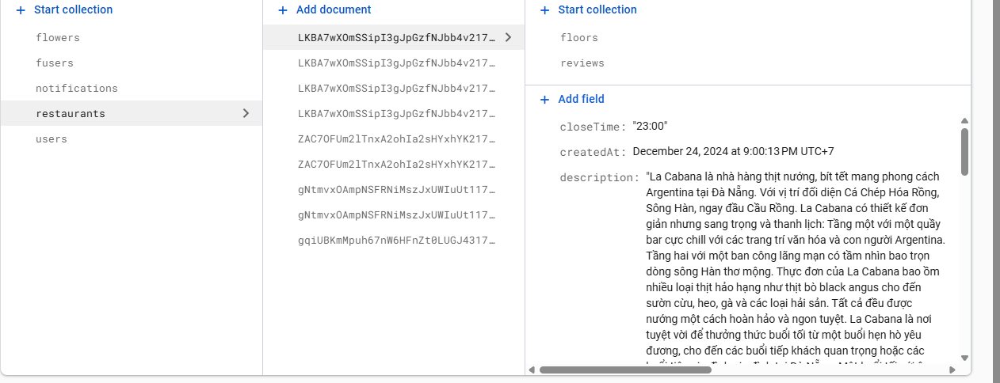 + Start collection
flowers
fusers
notifications
restaurants
users
+ Add document
LKBA7wXOmSSipI3gJpGzfNJbb4v217…
LKBA7wXOmSSipI3gJpGzfNJbb4v217…
LKBA7wXOmSSipI3gJpGzfNJbb4v217…
LKBA7wXOmSSipI3gJpGzfNJbb4v217…
ZAC7OFUm2lTnxA2ohIa2sHYxhYK217…
ZAC7OFUm2lTnxA2ohIa2sHYxhYK217…
gNtmvxOAmpNSFRNiMszJxUWIuUt117…
gNtmvxOAmpNSFRNiMszJxUWIuUt117…
gqiUBKmMpuh67nW6HFnZt0LUGJ4317…
+ Start collection
floors
reviews
+ Add field
closeTime: "23:00"
createdAt: December 24, 2024 at 9:00:13 PM UTC+7
description: "La Cabana là nhà hàng thịt nướng, bít tết mang phong cách
Argentina tại Đà Nẵng. Với vị trí đối diện Cá Chép Hóa Rồng,
Sông Hàn, ngay đầu Cầu Rồng. La Cabana có thiết kế đơn
giản nhưng sang trọng và thanh lịch: Tầng một với một quầy
bar cực chill với các trang trí văn hóa và con người Argentina.
Tầng hai với một ban công lãng mạn có tầm nhìn bao trọn
dòng sông Hàn thơ mộng. Thực đơn của La Cabana bao ồm
nhiều loại thịt hảo hạng như thịt bò black angus cho đến
sườn cừu, heo, gà và các loại hải sản. Tất cả đều được
nướng một cách hoàn hảo và ngon tuyệt. La Cabana là nơi
tuyệt vời để thưởng thức buổi tối từ một buổi hẹn hò yêu
đương, cho đến các buổi tiếp khách quan trọng hoặc các